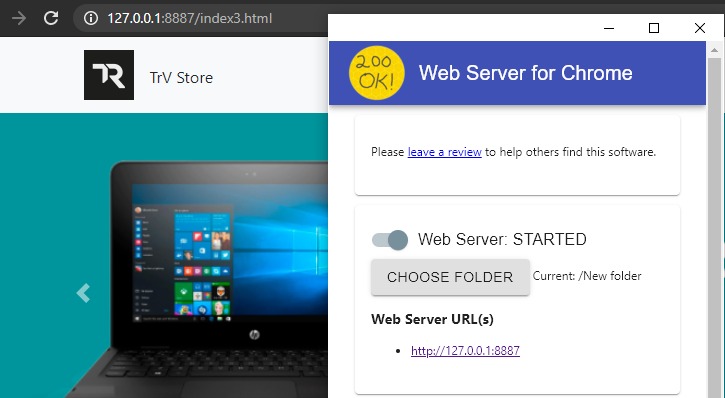 127.0.0.1:8887/index3.html
TR
TrV Store
200
OK!
Web Server for Chrome
Please leave a review to help others find this software.
Web Server: STARTED
CHOOSE FOLDER Current: /New folder
Web Server URL(s)
http://127.0.0.1:8887
hp